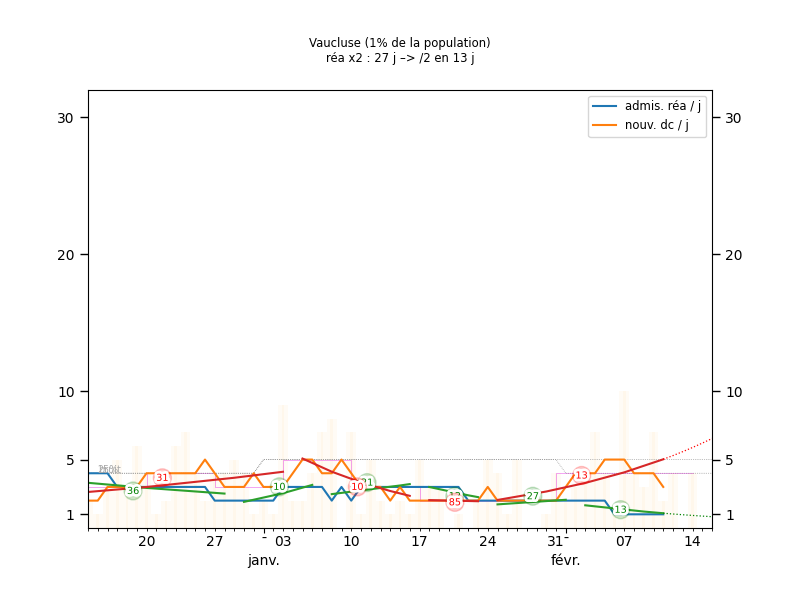 Vaucluse (1% de la population)
réa x2 : 27 j –> /2 en 13 j
admis. réa / j
nouv. dc / j
30 30
20 20
10 10
5 5
1 1
36 31 10 10 85 27 13 13
20 27 03 10 17 24 31 07 14
janv. févr.